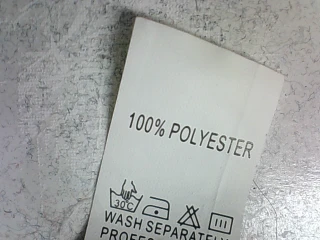 100% POLYESTER
30°C
WASH SEPARATELY